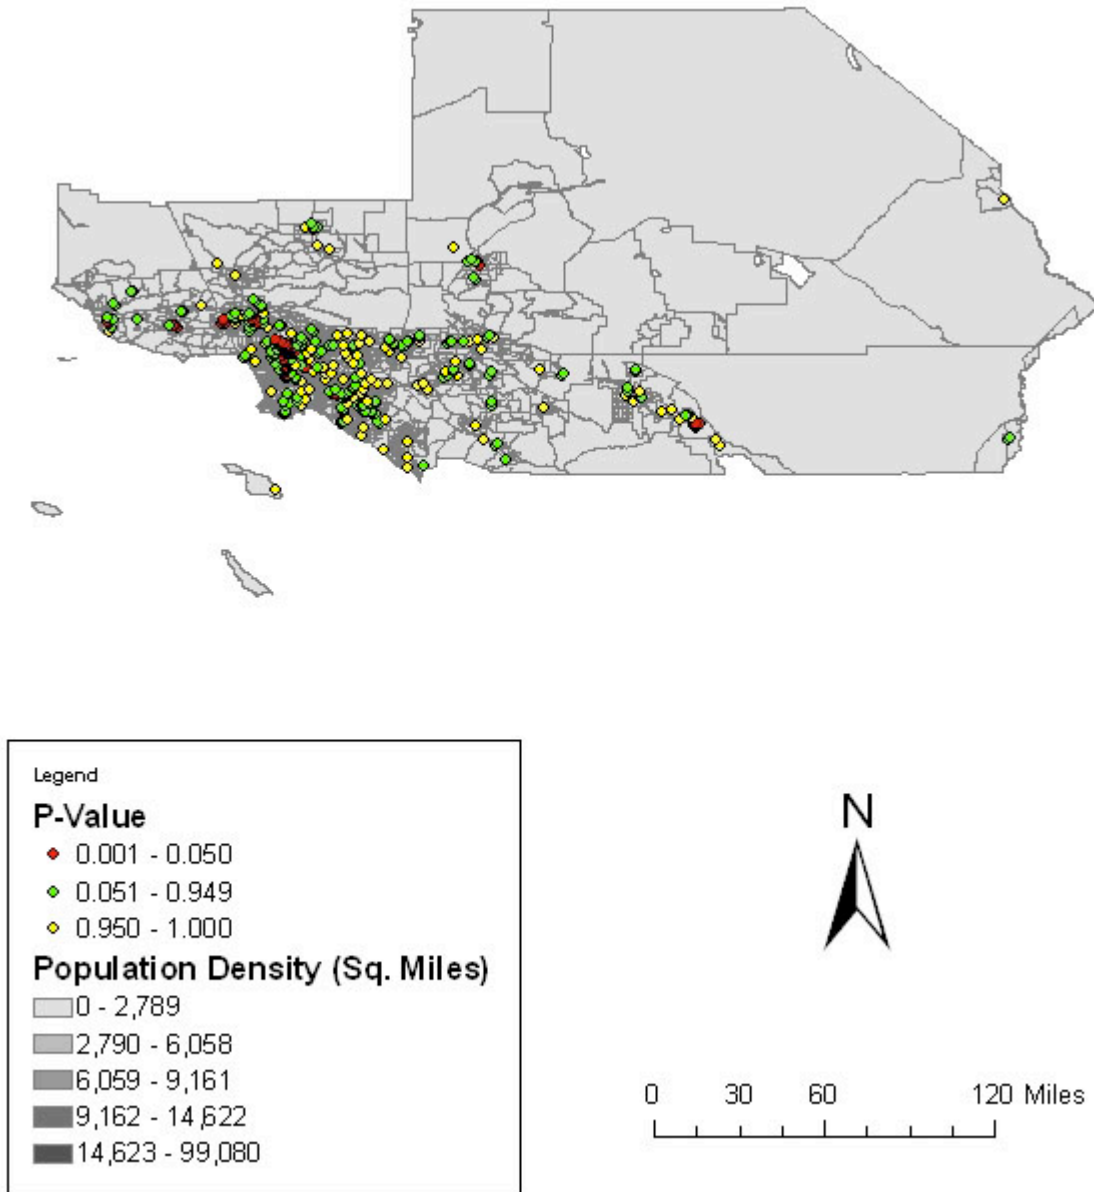 Legend
P-Value
0.001 - 0.050
0.051 - 0.949
0.950 - 1.000
Population Density (Sq. Miles)
0 - 2,789
2,790 - 6,058
6,059 - 9,161
9,162 - 14,622
14,623 - 99,080
N
0 30 60 120 Miles